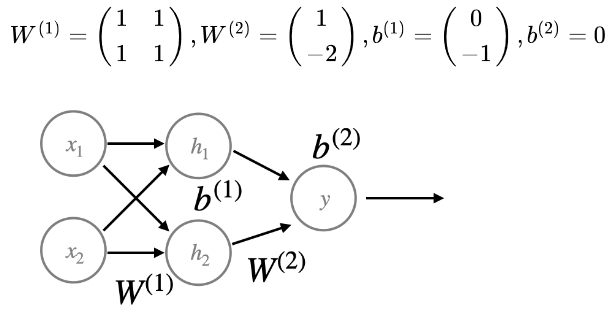 W^{(1)} = \begin{pmatrix} 1 & 1 \\ 1 & 1 \end{pmatrix}, W^{(2)} = \begin{pmatrix} 1 \\ -2 \end{pmatrix}, b^{(1)} = \begin{pmatrix} 0 \\ -1 \end{pmatrix}, b^{(2)} = 0
x_1
h_1
b^{(2)}
b^{(1)}
y
x_2
h_2
W^{(1)}
W^{(2)}